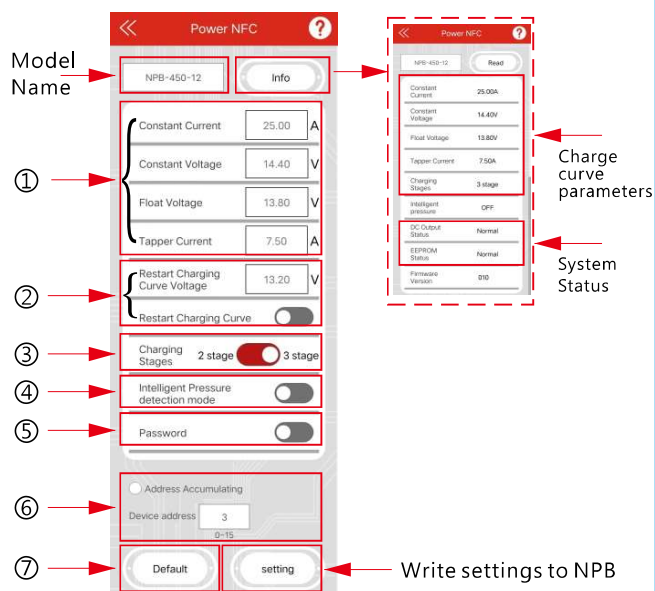 Power NFC
?
Model
Name
NPB-450-12
Info
①
Constant Current
25.00
A
Constant Voltage
14.40
V
Float Voltage
13.80
V
Tapper Current
7.50
A
②
Restart Charging
Curve Voltage
13.20
V
Restart Charging Curve
③
Charging
Stages
2 stage
3 stage
④
Intelligent Pressure
detection mode
⑤
Password
⑥
Address Accumulating
Device address
3
0~15
⑦
Default
setting
Write settings to NPB
Power NFC
?
NPB-450-12
Read
Constant
Current
25.00A
Constant
Voltage
14.40V
Float Voltage
13.80V
Tapper Current
7.50A
Charging
Stages
3 stage
Intelligent
pressure
OFF
DC Output
Status
Normal
EEPROM
Status
Normal
Firmware
Version
D10
Charge
curve
parameters
System
Status